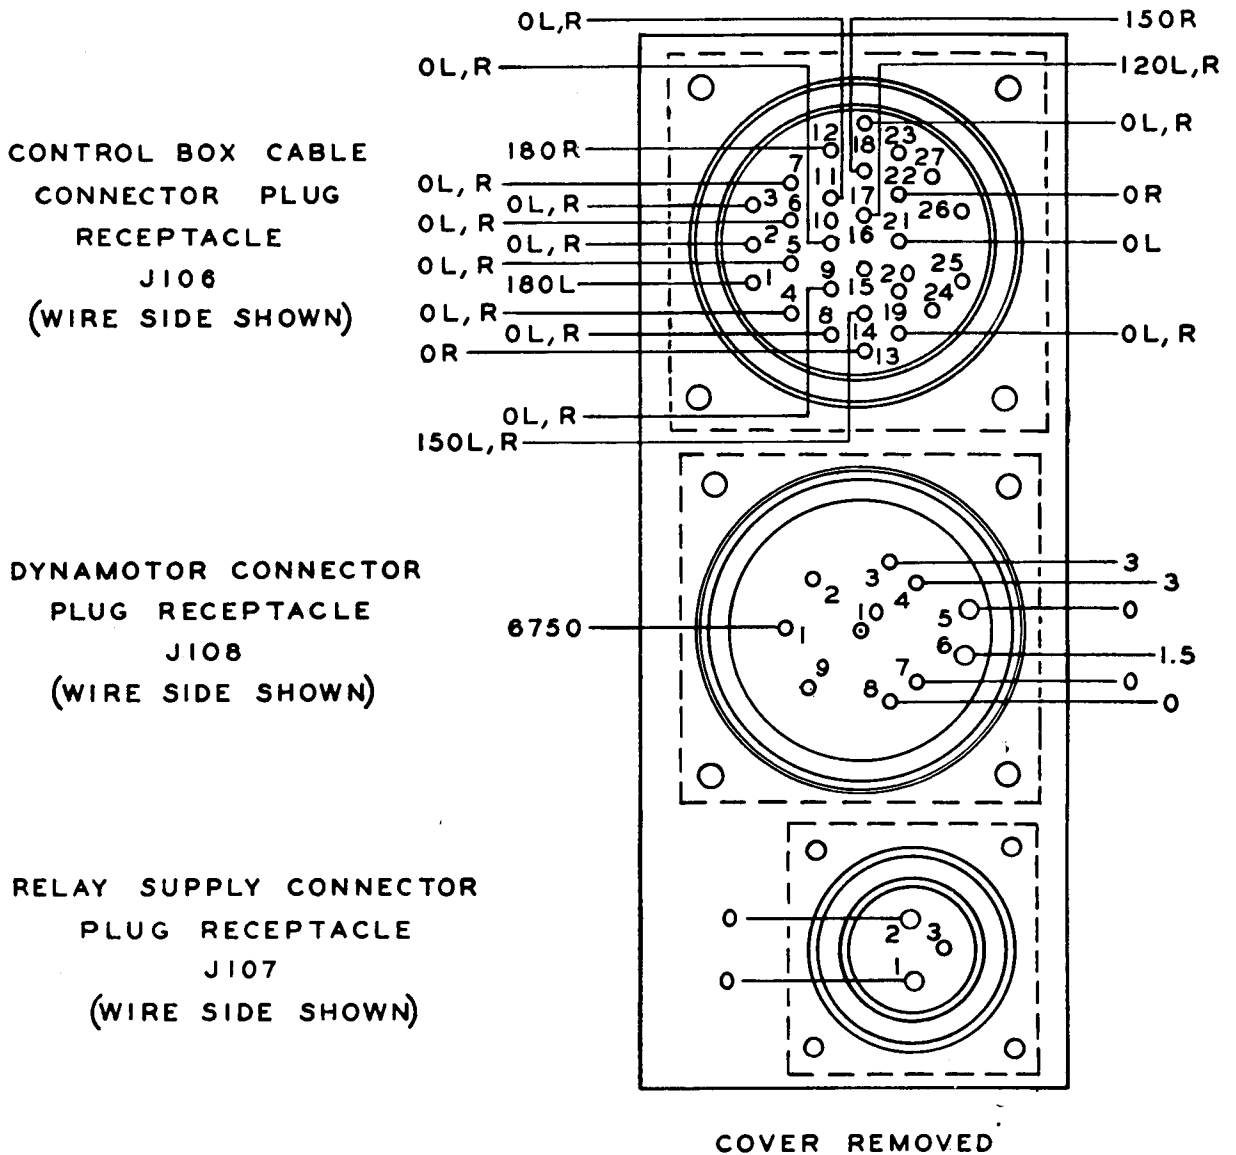 OL,R
150R
OL,R
120L,R
OL,R
180R
OL,R
OL,R
OR
OL,R
OL,R
OL
OL,R
180L
OL,R
OL,R
OL,R
OR
OL,R
150L,R
12
18
23
27
7
11
22
3
6
17
26
10
21
2
5
16
9
20
25
1
15
4
8
19
24
14
13
CONTROL BOX CABLE
CONNECTOR PLUG
RECEPTACLE
J106
(WIRE SIDE SHOWN)
DYNAMOTOR CONNECTOR
PLUG RECEPTACLE
J108
(WIRE SIDE SHOWN)
6750
3
3
0
1.5
0
0
2
3
4
10
5
1
6
9
7
8
RELAY SUPPLY CONNECTOR
PLUG RECEPTACLE
J107
(WIRE SIDE SHOWN)
0
0
2
3
1
COVER REMOVED